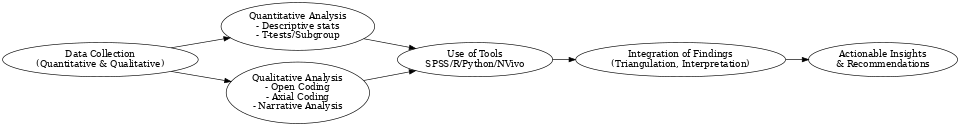 Data Collection
(Quantitative & Qualitative)
Quantitative Analysis
- Descriptive stats
- T-tests/Subgroup
Qualitative Analysis
- Open Coding
- Axial Coding
- Narrative Analysis
Use of Tools
SPSS/R/Python/NVivo
Integration of Findings
(Triangulation, Interpretation)
Actionable Insights
& Recommendations